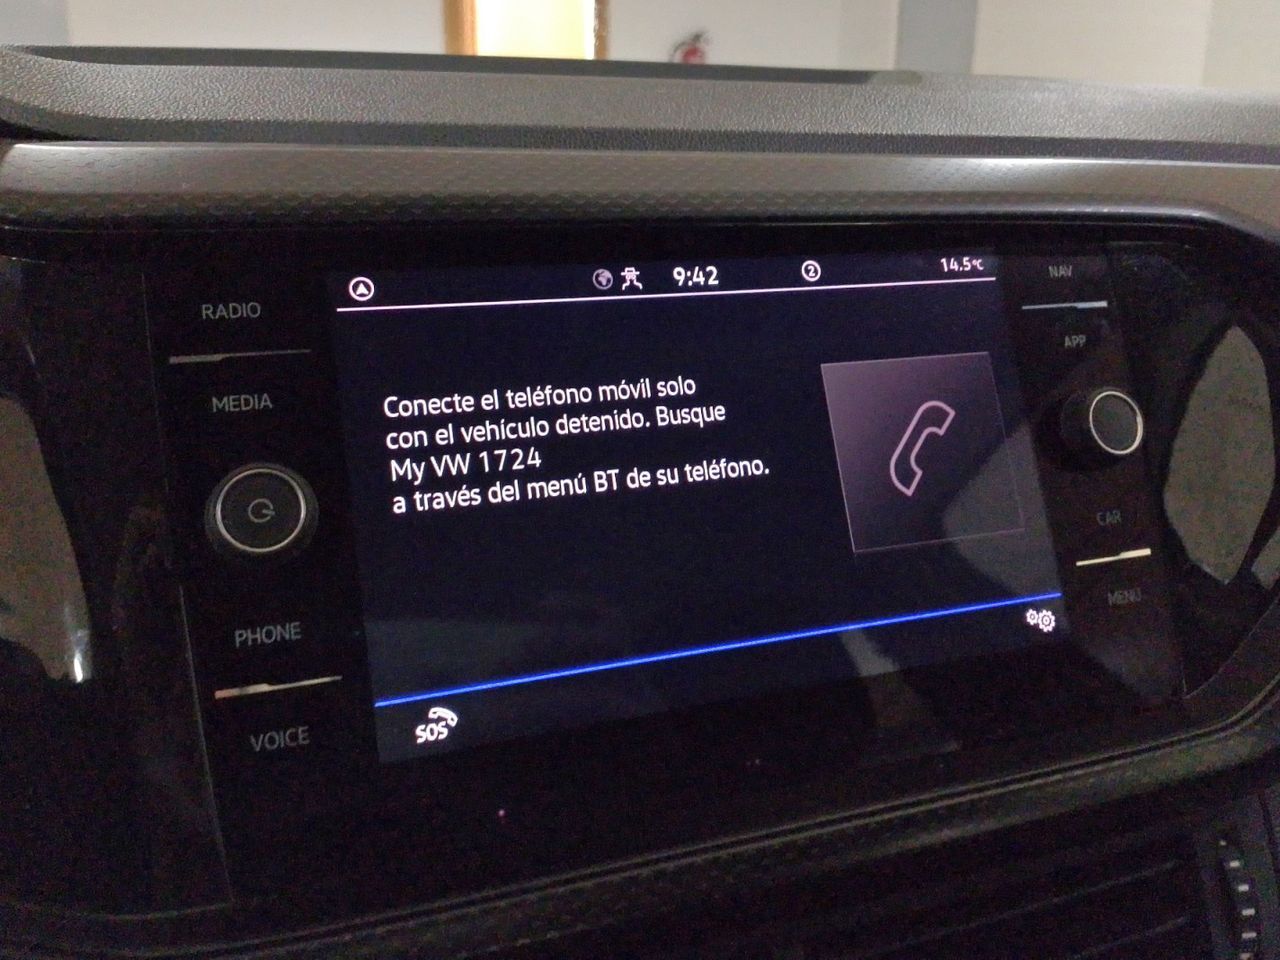 9:42
2
14.5°C
RADIO
MEDIA
PHONE
VOICE
Conecte el teléfono móvil solo
con el vehículo detenido. Busque
My VW 1724
a través del menú BT de su teléfono.
SOS
NAV
APP
CAR
MENU